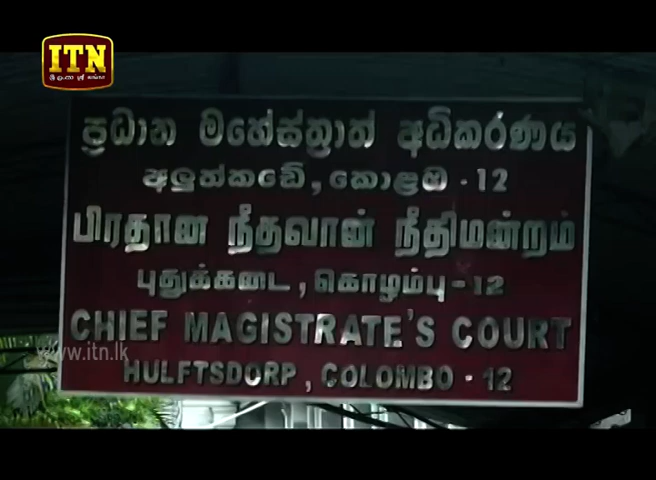 ITN
ශ්‍රී ලංකා
ප්‍රධාන මහේස්ත්‍රාත් අධිකරණය
අලුත්කඩේ, කොළඹ - 12
பிரதான நீதவான் நீதிமன்றம்
புதுக்கடை, கொழம்பு - 12
CHIEF MAGISTRATE'S COURT
www.itn.lk
HULFTSDORP, COLOMBO - 12